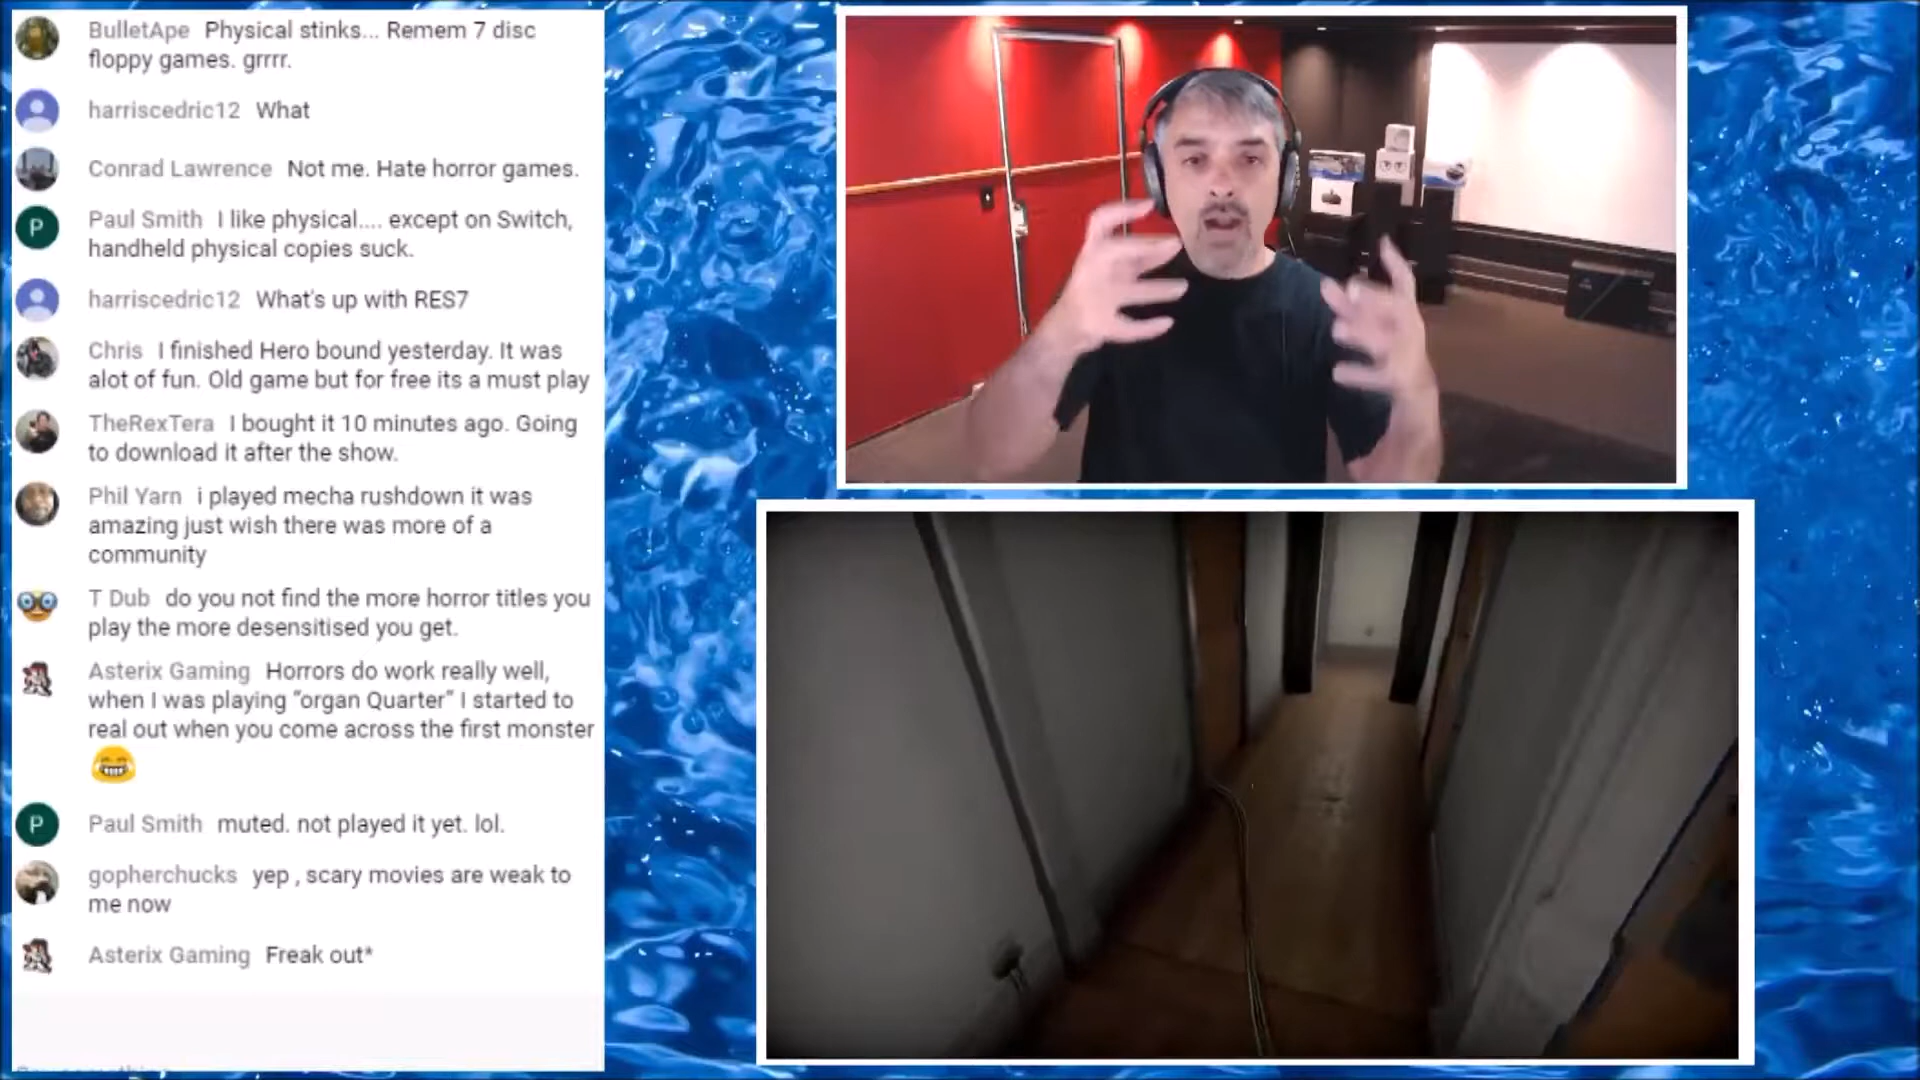 BulletApe Physical stinks... Remem 7 disc
floppy games. grrrr.
harriscedric12 What
Conrad Lawrence Not me. Hate horror games.
P
Paul Smith I like physical.... except on Switch,
handheld physical copies suck.
harriscedric12 What's up with RES7
Chris I finished Hero bound yesterday. It was
alot of fun. Old game but for free its a must play
TheRexTera I bought it 10 minutes ago. Going
to download it after the show.
Phil Yarn i played mecha rushdown it was
amazing just wish there was more of a
community
T Dub do you not find the more horror titles you
play the more desensitised you get.
Asterix Gaming Horrors do work really well,
when I was playing “organ Quarter” I started to
real out when you come across the first monster
P
Paul Smith muted. not played it yet. lol.
gopherchucks yep , scary movies are weak to
me now
Asterix Gaming Freak out*